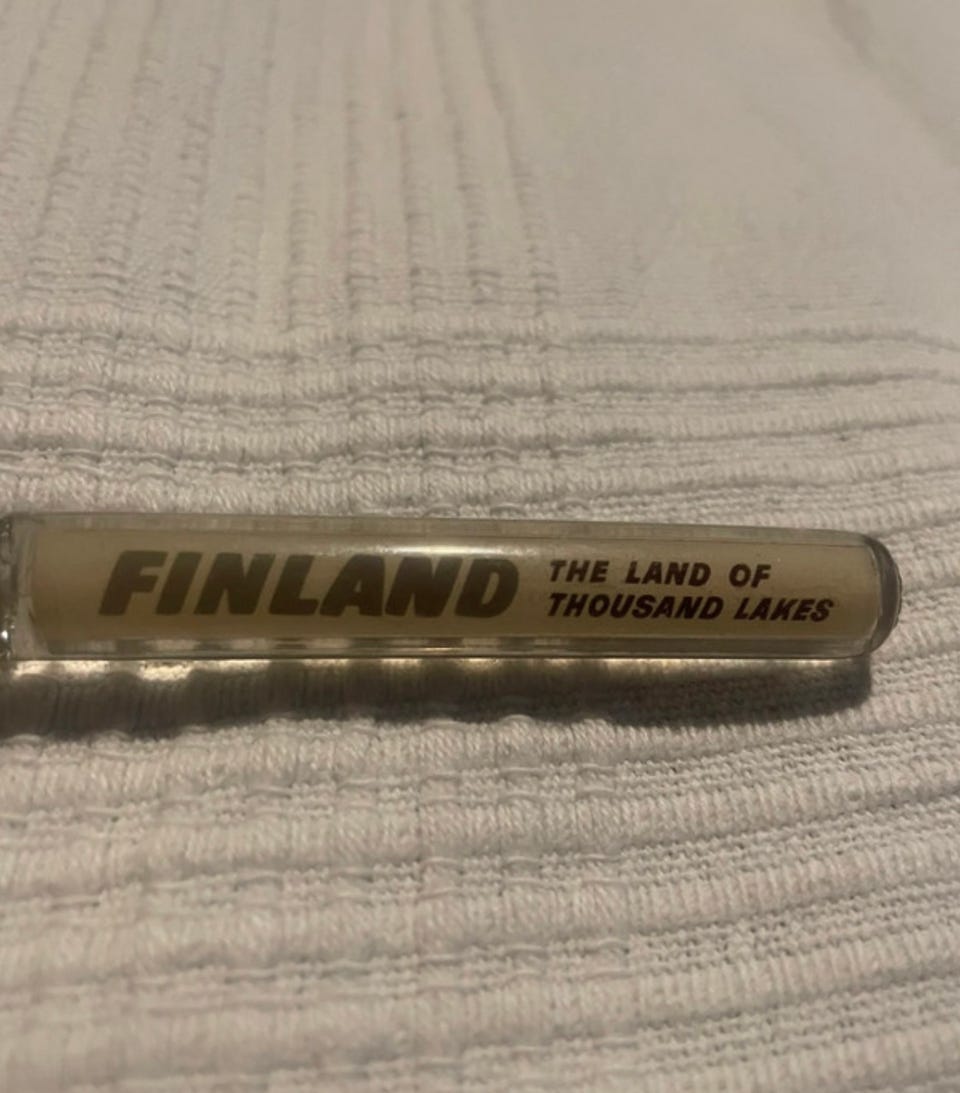 FINLAND
THE LAND OF
THOUSAND LAKES